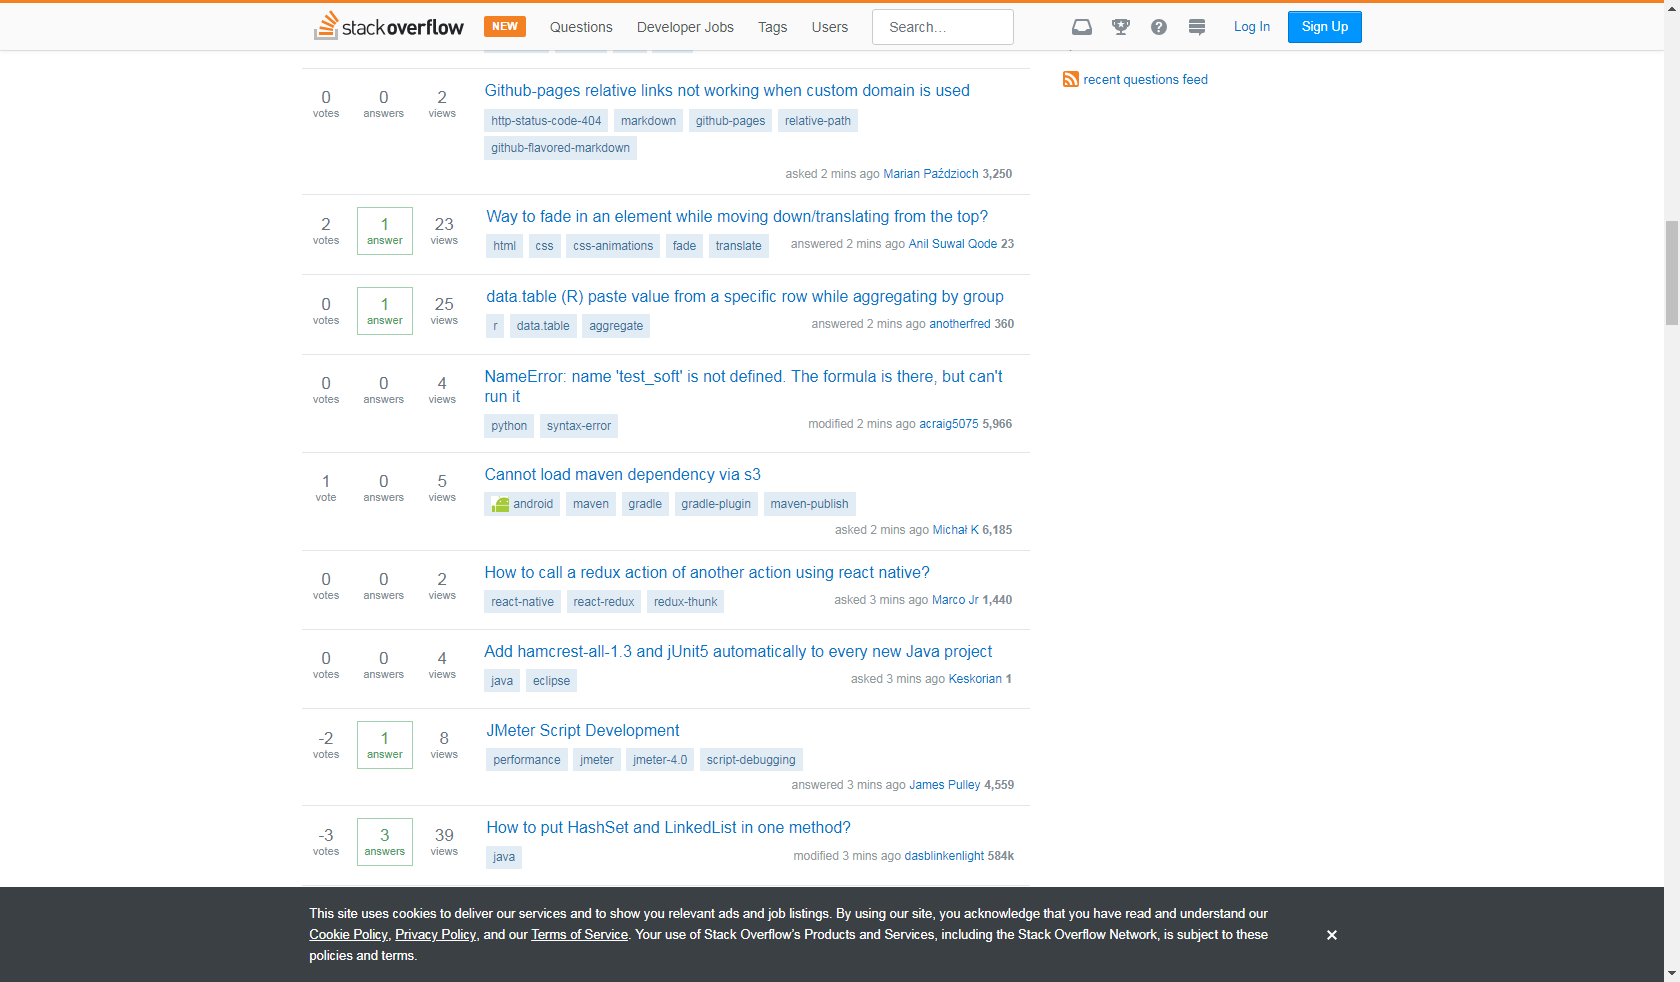 stackoverflow NEW Questions Developer Jobs Tags Users Search... ? Log In Sign Up
recent questions feed
0 votes 0 answers 2 views
Github-pages relative links not working when custom domain is used
http-status-code-404 markdown github-pages relative-path
github-flavored-markdown
asked 2 mins ago Marian Paździoch 3,250
2 votes 1 answer 23 views
Way to fade in an element while moving down/translating from the top?
html css css-animations fade translate
answered 2 mins ago Anil Suwal Qode 23
0 votes 1 answer 25 views
data.table (R) paste value from a specific row while aggregating by group
r data.table aggregate
answered 2 mins ago anotherfred 360
0 votes 0 answers 4 views
NameError: name 'test_soft' is not defined. The formula is there, but can't
run it
python syntax-error
modified 2 mins ago acraig5075 5,966
1 vote 0 answers 5 views
Cannot load maven dependency via s3
android maven gradle gradle-plugin maven-publish
asked 2 mins ago Michał K 6,185
0 votes 0 answers 2 views
How to call a redux action of another action using react native?
react-native react-redux redux-thunk
asked 3 mins ago Marco Jr 1,440
0 votes 0 answers 4 views
Add hamcrest-all-1.3 and jUnit5 automatically to every new Java project
java eclipse
asked 3 mins ago Keskorian 1
-2 votes 1 answer 8 views
JMeter Script Development
performance jmeter jmeter-4.0 script-debugging
answered 3 mins ago James Pulley 4,559
-3 votes 3 answers 39 views
How to put HashSet and LinkedList in one method?
java
modified 3 mins ago dasblinkenlight 584k
This site uses cookies to deliver our services and to show you relevant ads and job listings. By using our site, you acknowledge that you have read and understand our
Cookie Policy, Privacy Policy, and our Terms of Service. Your use of Stack Overflow's Products and Services, including the Stack Overflow Network, is subject to these
policies and terms.